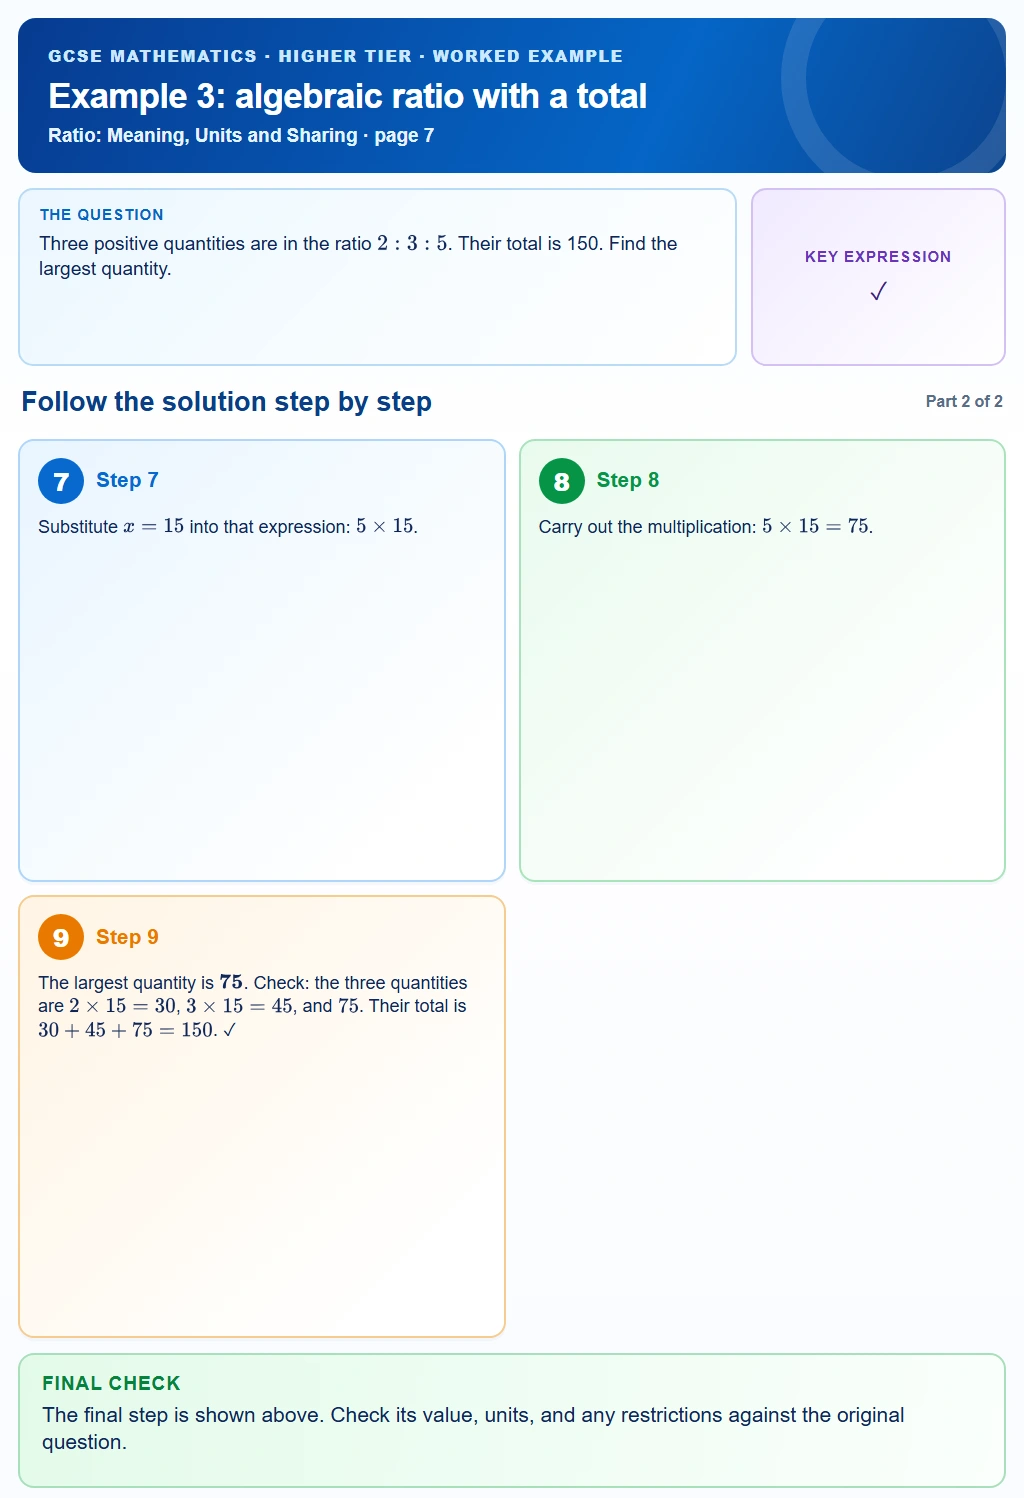 GCSE MATHEMATICS · HIGHER TIER · WORKED EXAMPLE
Example 3: algebraic ratio with a total
Ratio: Meaning, Units and Sharing · page 7
THE QUESTION
Three positive quantities are in the ratio 2 : 3 : 5. Their total is 150. Find the
largest quantity.
KEY EXPRESSION
✓
Follow the solution step by step
Part 2 of 2
7 Step 7
Substitute x = 15 into that expression: 5 × 15.
8 Step 8
Carry out the multiplication: 5 × 15 = 75.
9 Step 9
The largest quantity is 75. Check: the three quantities
are 2 × 15 = 30, 3 × 15 = 45, and 75. Their total is
30 + 45 + 75 = 150. ✓
FINAL CHECK
The final step is shown above. Check its value, units, and any restrictions against the original
question.